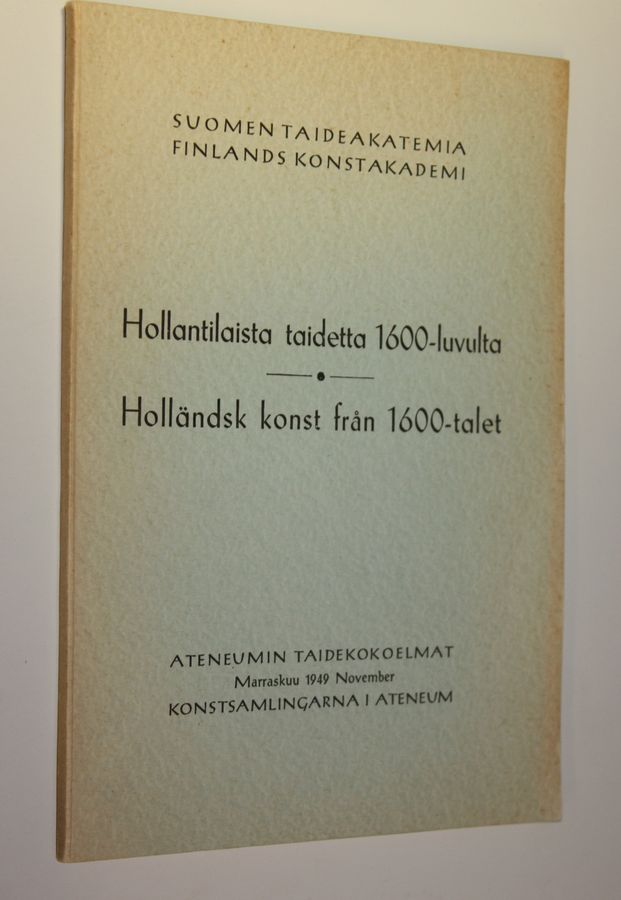 SUOMEN TAIDEAKATEMIA
FINLANDS KONSTAKADEMI
Hollantilaista taidetta 1600-luvulta
Holländsk konst från 1600-talet
ATENEUMIN TAIDEKOKOELMAT
Marraskuu 1949 November
KONSTSAMLINGARNA I ATENEUM